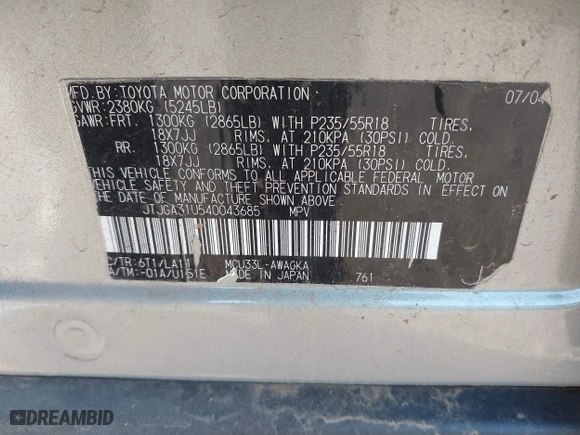 MFD.BY: TOYOTA MOTOR CORPORATION 07/04
GVWR: 2380KG (5245LB)
GAWR: FRT. 1300KG (2865LB) WITH P235/55R18 TIRES.
18X7JJ RIMS, AT 210KPA (30PSI) COLD.
RR. 1300KG (2865LB) WITH P235/55R18 TIRES.
18X7JJ RIMS, AT 210KPA (30PSI) COLD.
THIS VEHICLE CONFORMS TO ALL APPLICABLE FEDERAL MOTOR
VEHICLE SAFETY AND THEFT PREVENTION STANDARDS IN EFFECT ON
THE DATE OF MANUFACTURE SHOWN ABOVE.
JTJGA31U540043685 MPV
C/TR: 6T1/LA11 MCU33L-AWAGKA
A/TM: -01A/U151E MADE IN JAPAN 761 J
DREAMBID